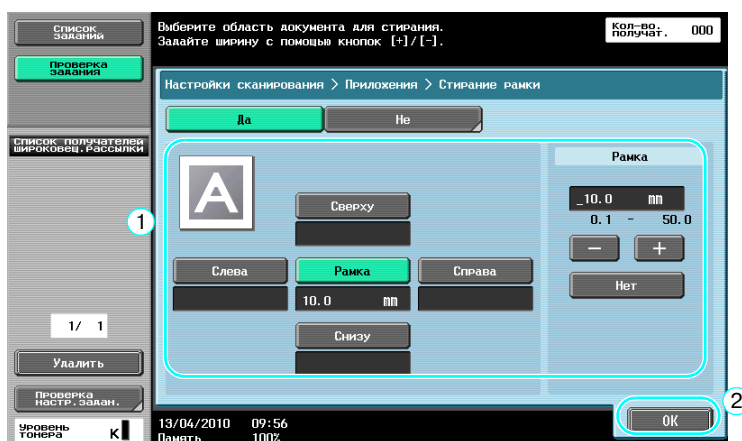 Список
заданий
Проверка
задания
Список получателей
широковещ.рассылки
1/ 1
Удалить
Проверка
настр.задан.
Уровень
тонера K
Выберите область документа для стирания.
Задайте ширину с помощью кнопок [+]/[-].
Кол-во.
получат. 000
Настройки сканирования > Приложения > Стирание рамки
Да
Не
1
A
Сверху
Слева
Рамка
Справа
10.0 mm
Снизу
Рамка
_10.0 mm
0.1 - 50.0
- +
Нет
2
OK
13/04/2010 09:56
Память 100%